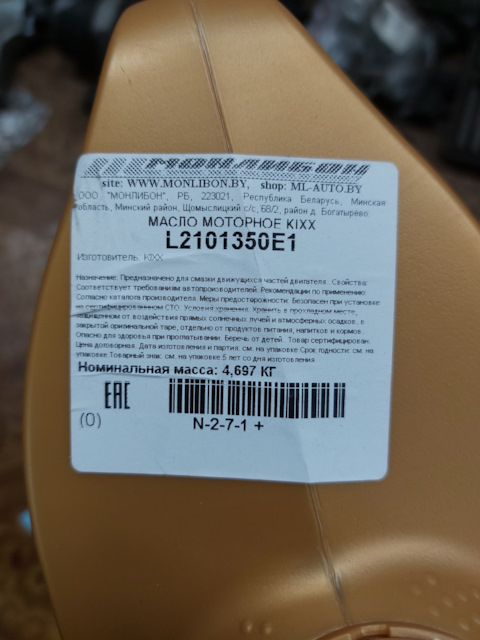 МОНЛИБОН
site: WWW.MONLIBON.BY, shop: ML-AUTO.BY
ООО "МОНЛИБОН", РБ, 223021, Республика Беларусь, Минская
область, Минский район, Щомыслицкий с/с, 68/2, район д. Богатырёво
МАСЛО МОТОРНОЕ KIXX
L2101350E1
Изготовитель: KIXX
Назначение: Предназначено для смазки движущихся частей двигателя. Свойства:
Соответствует требованиям автопроизводителей. Рекомендации по применению:
Согласно каталога производителя. Меры предосторожности: Безопасен при установке
на сертифицированном СТО. Условия хранения: Хранить в прохладном месте,
защищенном от воздействия прямых солнечных лучей и атмосферных осадков, в
закрытой оригинальной таре, отдельно от продуктов питания, напитков и кормов.
Опасно для здоровья при проглатывании. Беречь от детей. Товар сертифицирован.
Цена договорная. Дата изготовления и партия: см. на упаковке Срок годности: см. на
упаковке.Товарный знак: см. на упаковке.5 лет со дня изготовления
Номинальная масса: 4,697 КГ
EAC
(0)
N-2-7-1 +